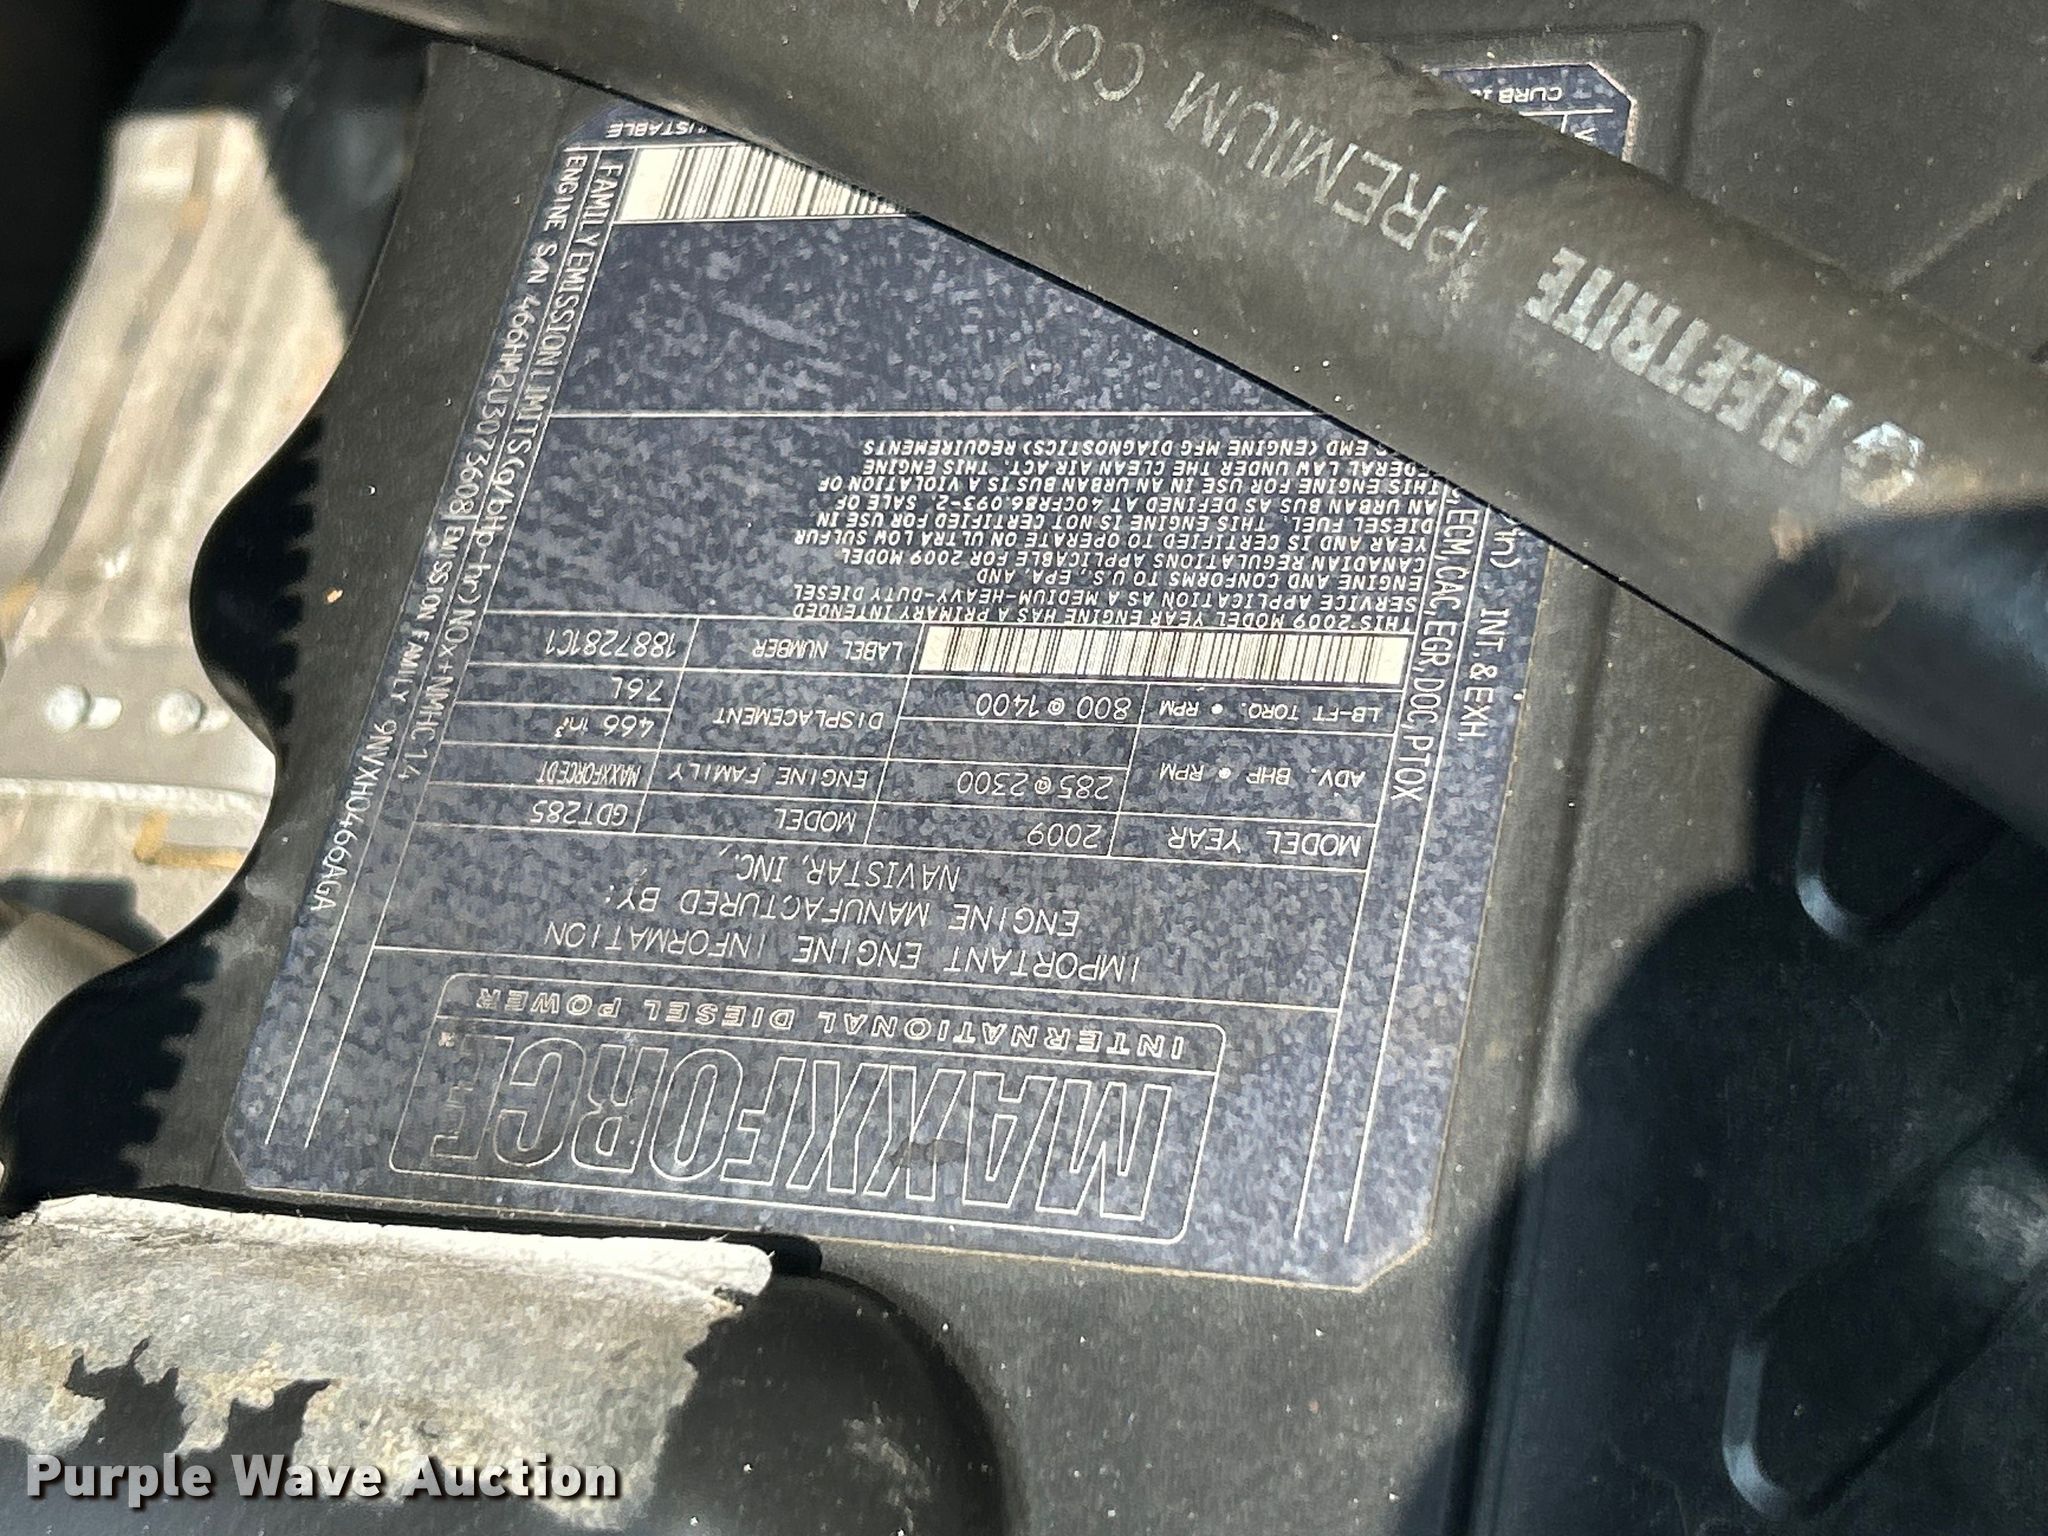 MAXXFORCE™
INTERNATIONAL DIESEL POWER
IMPORTANT ENGINE INFORMATION
ENGINE MANUFACTURED BY:
NAVISTAR, INC.,
MODEL YEAR 2009 MODEL GDT285
ADV. BHP • RPM 285 @ 2300 ENGINE FAMILY MAXXFORCEDT
LB-FT TORQ. • RPM 800 @ 1400 DISPLACEMENT 466 in³
7.6L
LABEL NUMBER 1887281C1
THIS 2009 MODEL YEAR ENGINE HAS A PRIMARY INTENDED
SERVICE APPLICATION AS A MEDIUM-HEAVY-DUTY DIESEL
ENGINE AND CONFORMS TO U.S., EPA, AND
CANADIAN REGULATIONS APPLICABLE FOR 2009 MODEL
YEAR AND IS CERTIFIED TO OPERATE ON ULTRA LOW SULFUR
DIESEL FUEL. THIS ENGINE IS NOT CERTIFIED FOR USE IN
AN URBAN BUS AS DEFINED AT 40CFR86.093-2. SALE OF
THIS ENGINE FOR USE IN AN URBAN BUS IS A VIOLATION OF
FEDERAL LAW UNDER THE CLEAN AIR ACT. THIS ENGINE
EMD (ENGINE MFG DIAGNOSTICS) REQUIREMENTS
ECM, CAC, EGR, DOC, PTOX
in). INT. & EXH.
FAMILY EMISSION LIMITS(g/bHp-hr) NOx+NMHC 1.4
ENGINE S/N 466HM2U3073608 EMISSION FAMILY 9NVXH0466AGA
USTABLE
CURB
FLEETRITE PREMIUM COO
Purple Wave Auction